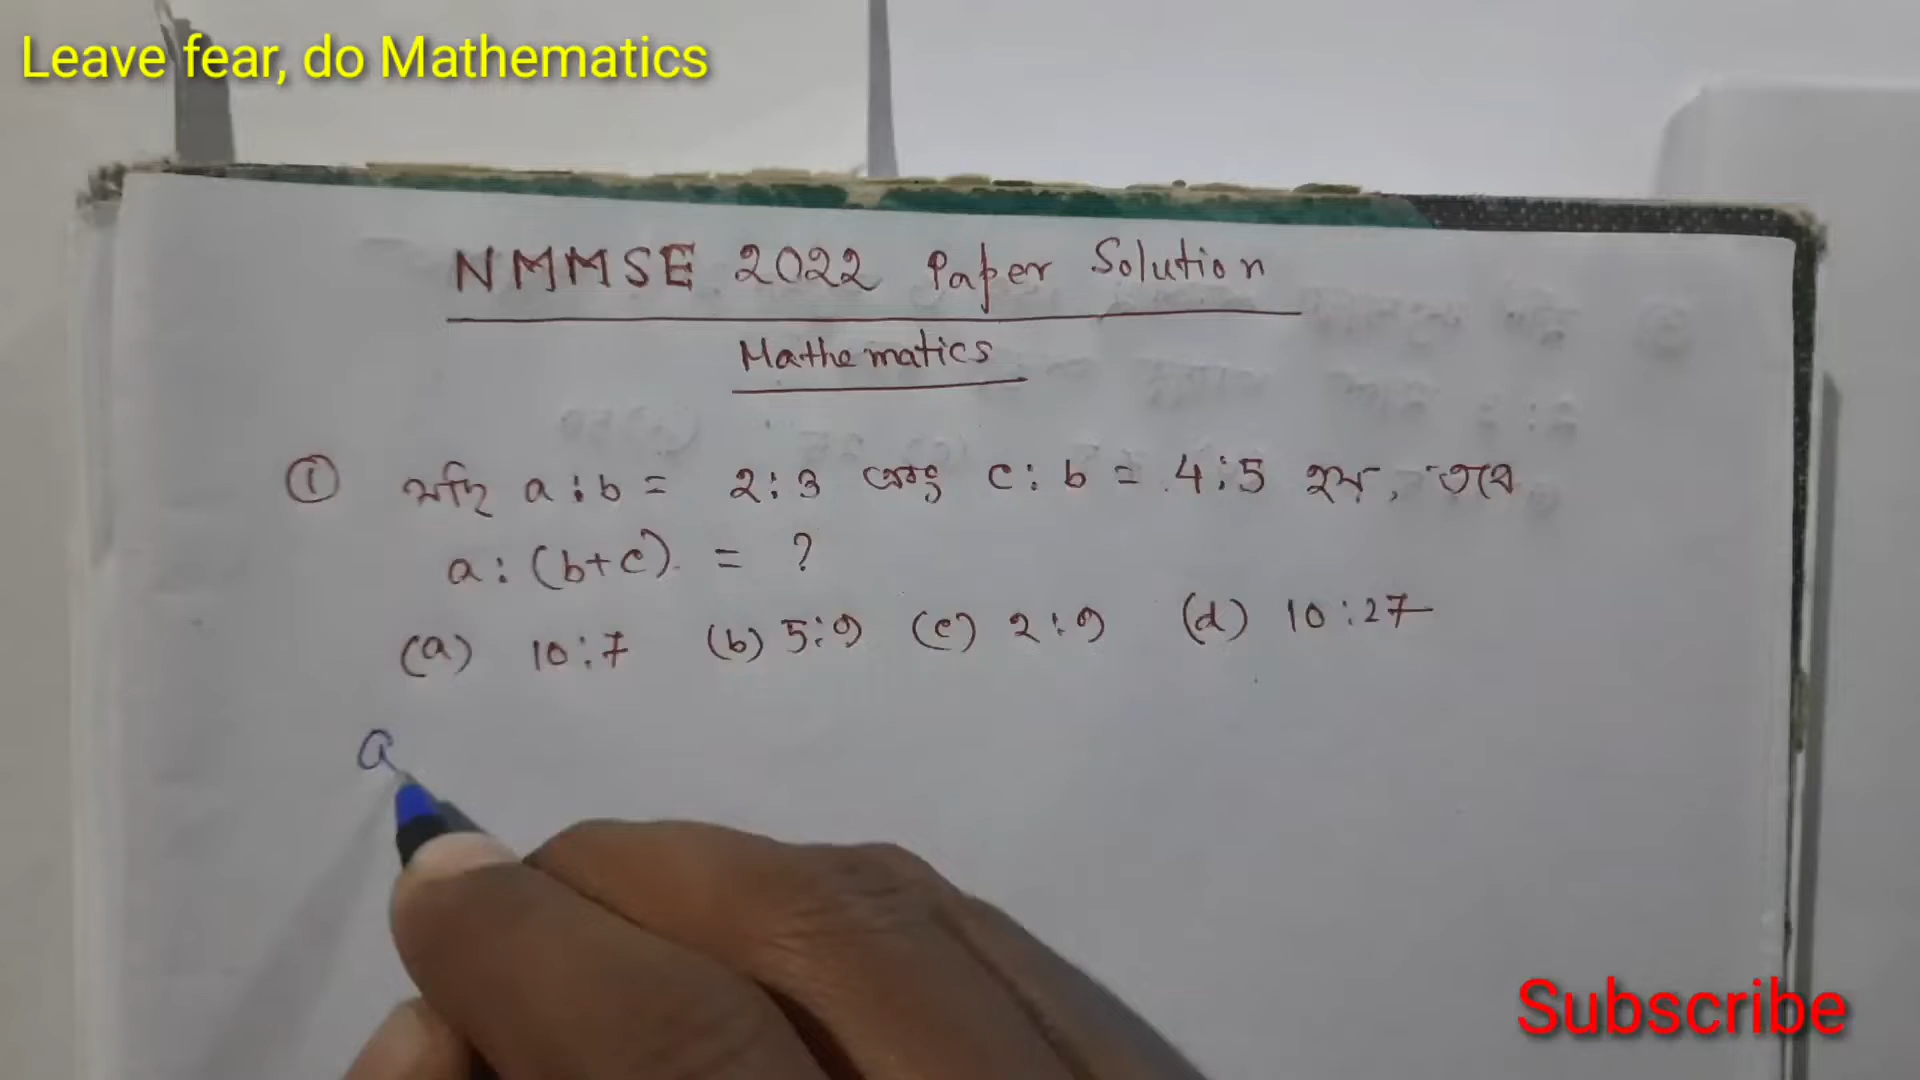 Leave fear, do Mathematics
NMMSE 2022 Paper Solution
Mathematics
① যদি a : b = 2 : 3 এবং c : b = 4 : 5 হয়, তবে
a : (b+c) = ?
(a) 10 : 7 (b) 5 : 9 (c) 2 : 9 (d) 10 : 27
a
Subscribe